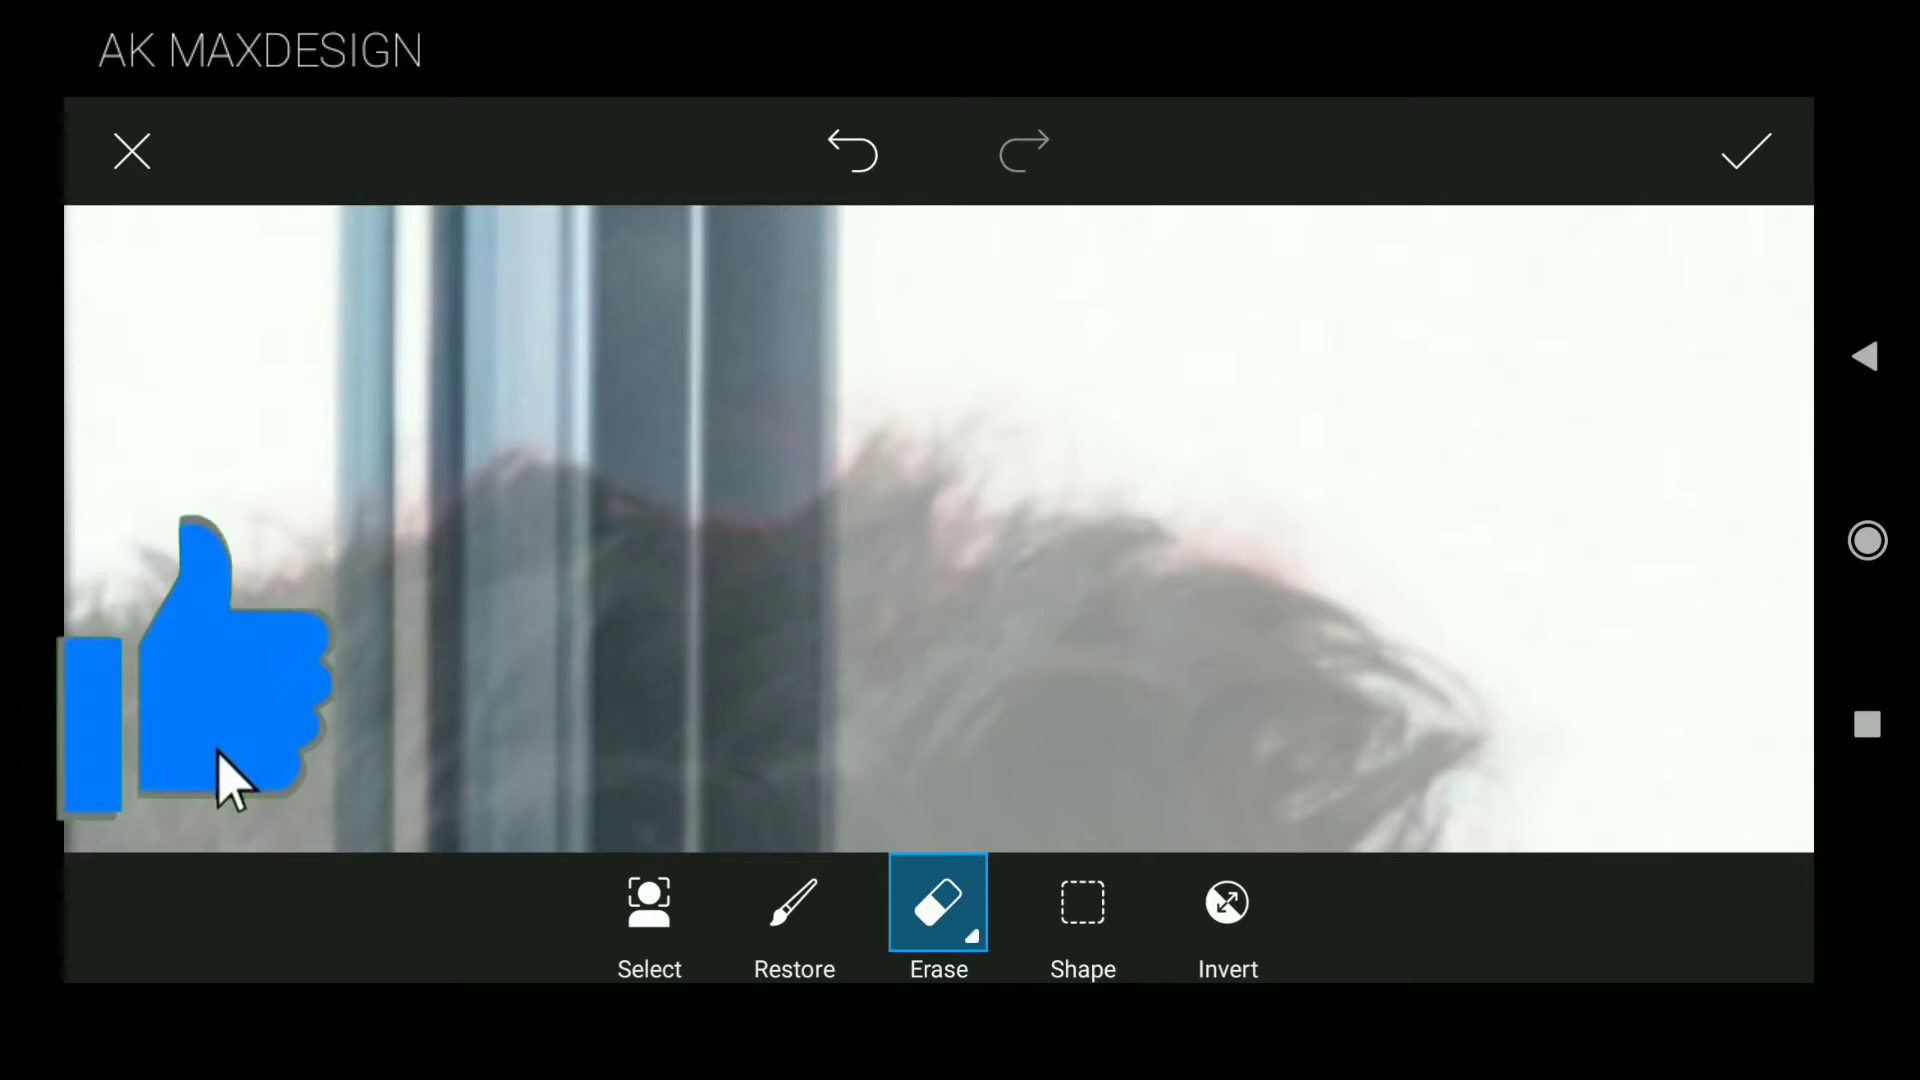 AK MAXDESIGN
Select
Restore
Erase
Shape
Invert